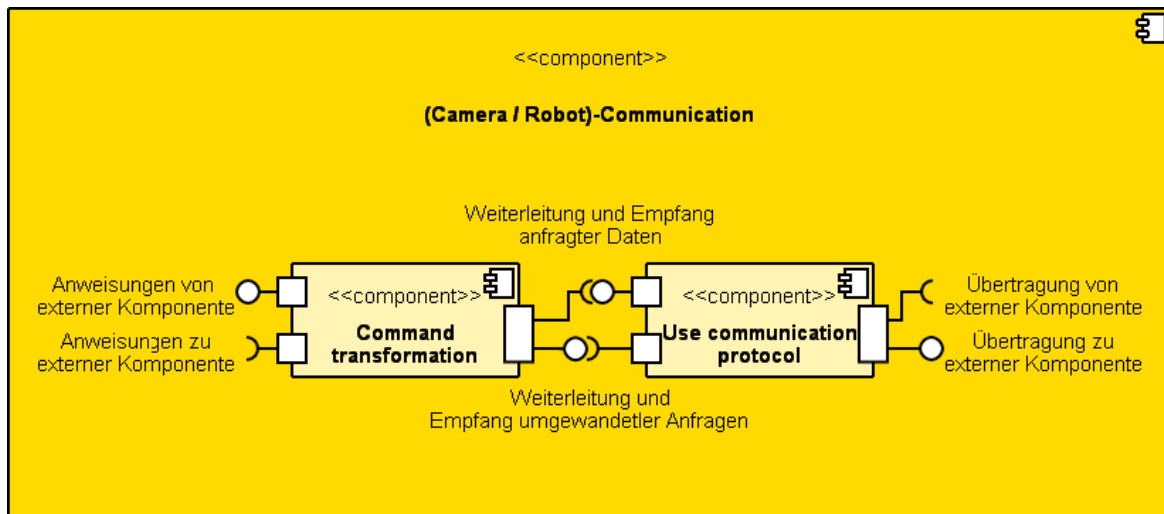 <<component>>
(Camera / Robot)-Communication
Weiterleitung und Empfang
anfragter Daten
Anweisungen von
externer Komponente
Anweisungen zu
externer Komponente
<<component>>
Command
transformation
<<component>>
Use communication
protocol
Übertragung von
externer Komponente
Übertragung zu
externer Komponente
Weiterleitung und
Empfang umgewandetler Anfragen